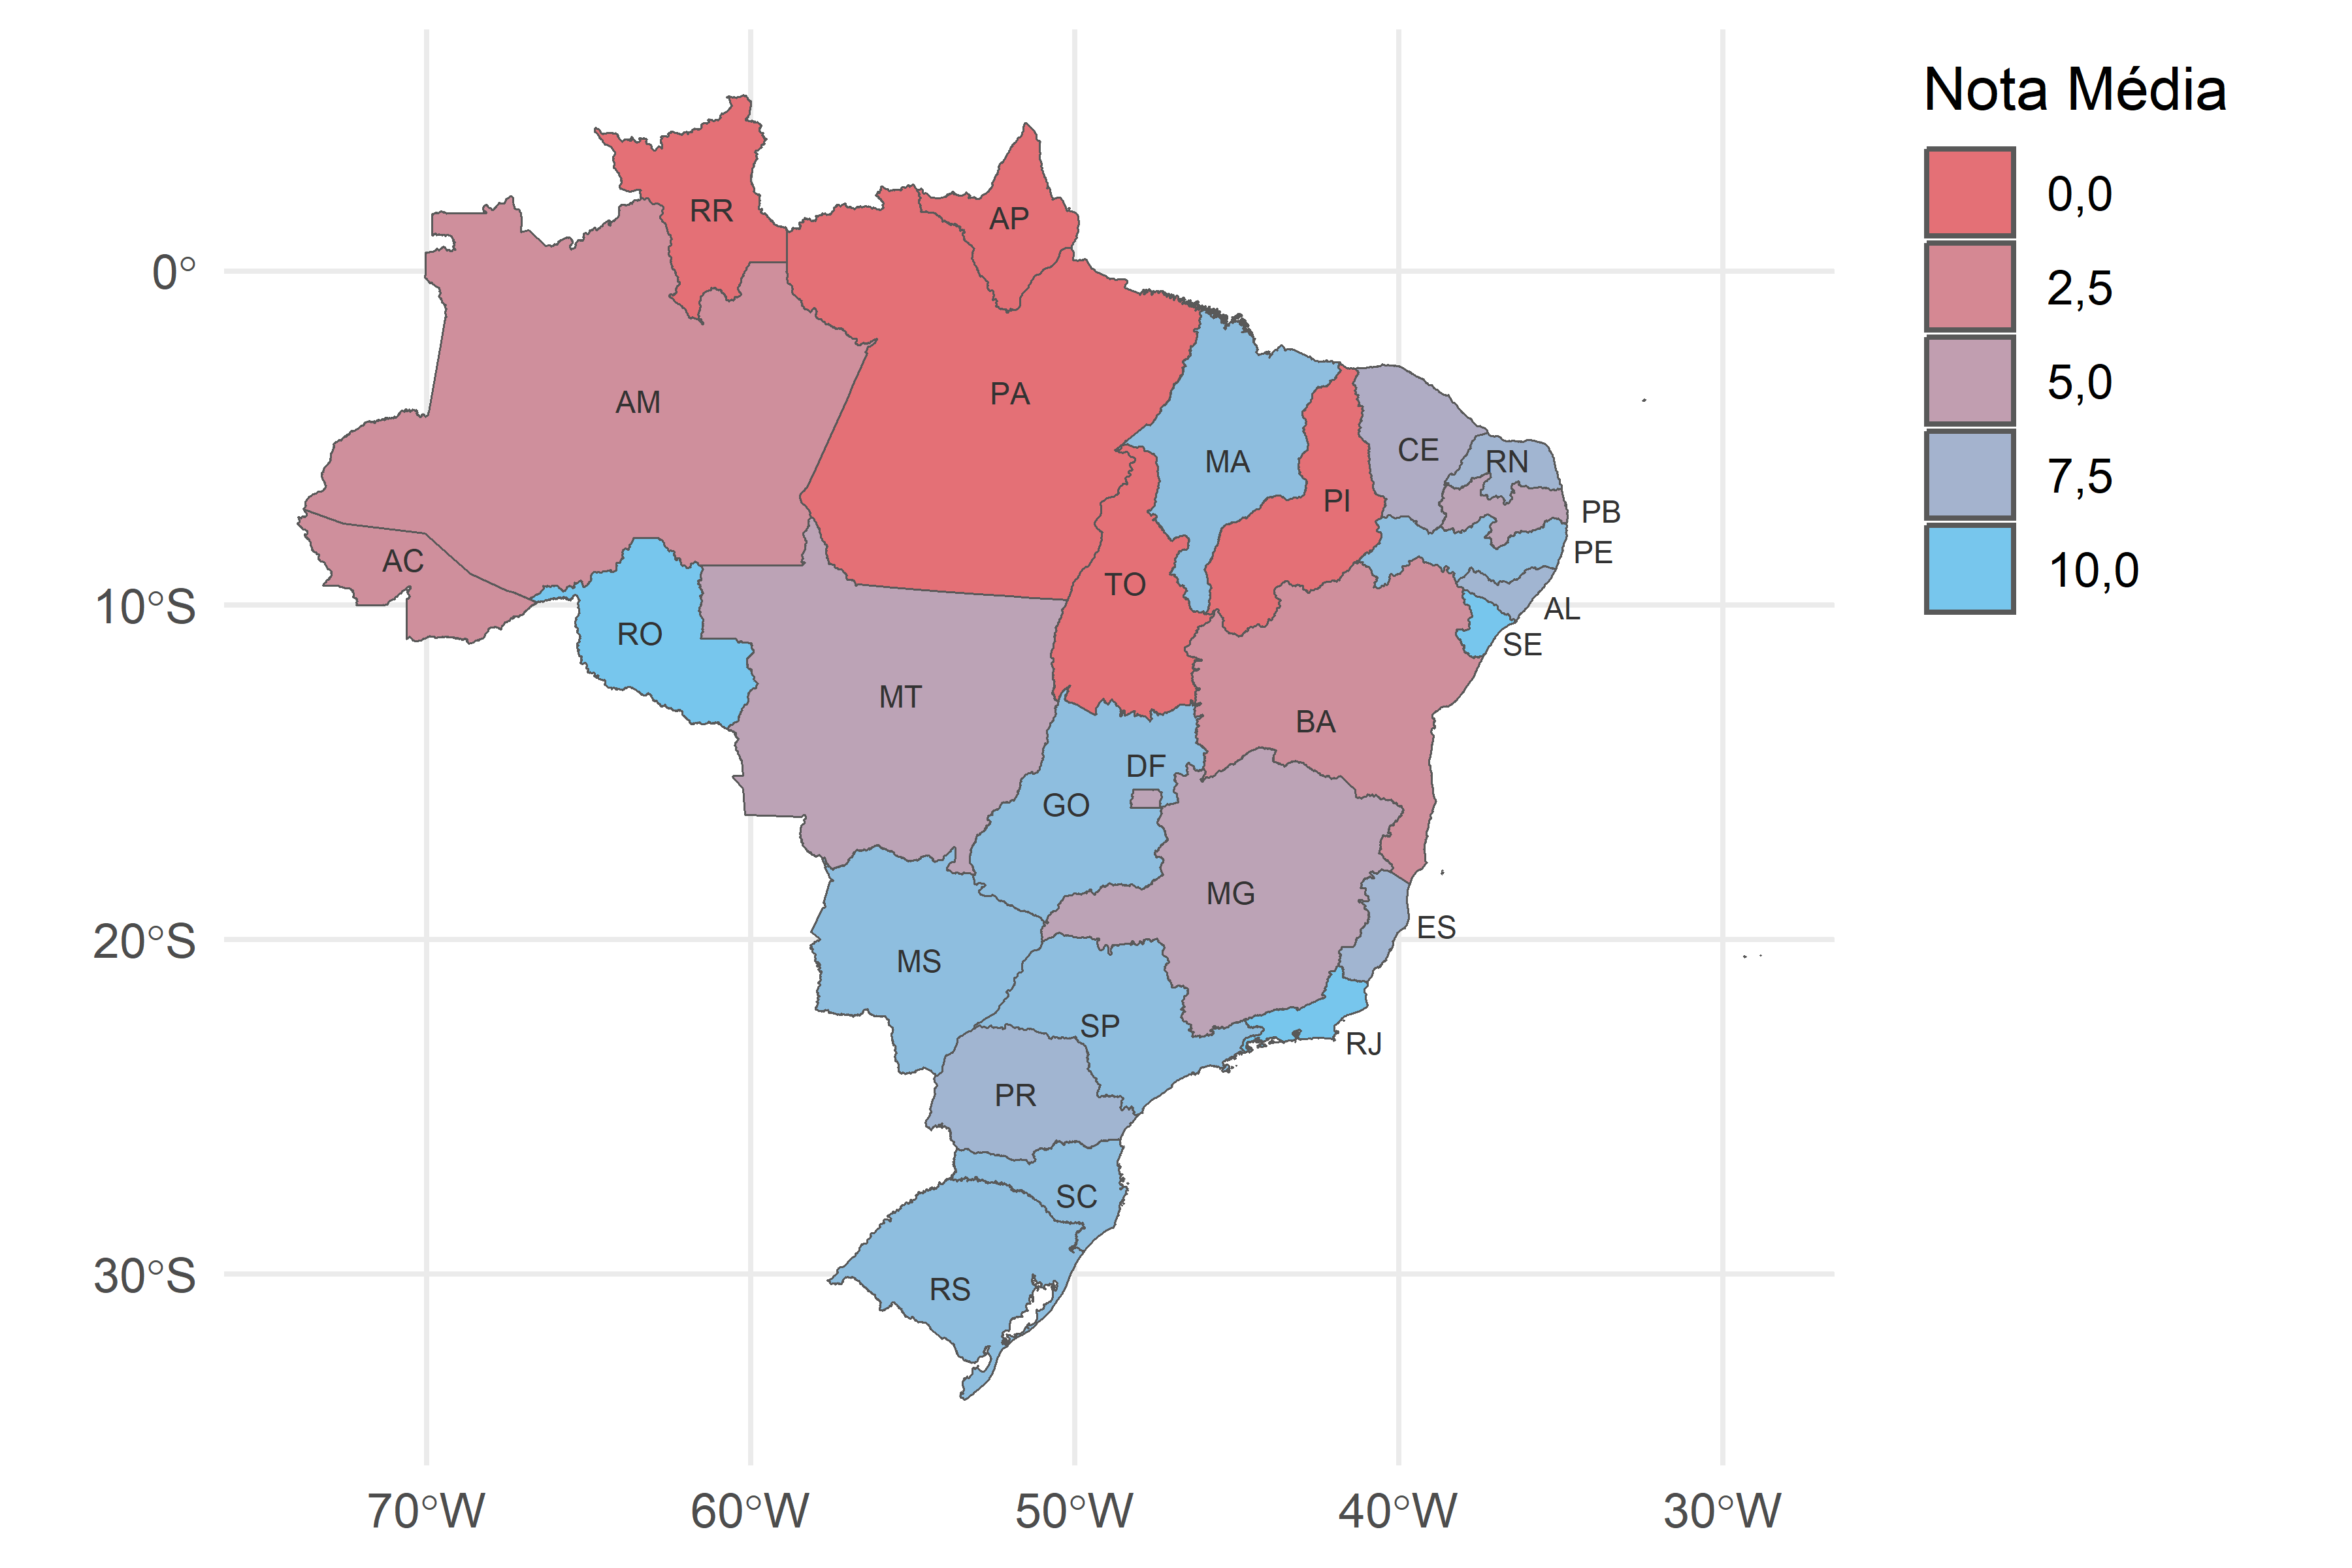 Nota Média
0,0
2,5
5,0
7,5
10,0
RR
AP
0°
AM
PA
MA
CE
RN
PI
PB
PE
AC
TO
10°S
AL
RO
SE
MT
BA
DF
GO
MG
ES
20°S
MS
SP
RJ
PR
SC
30°S
RS
70°W 60°W 50°W 40°W 30°W